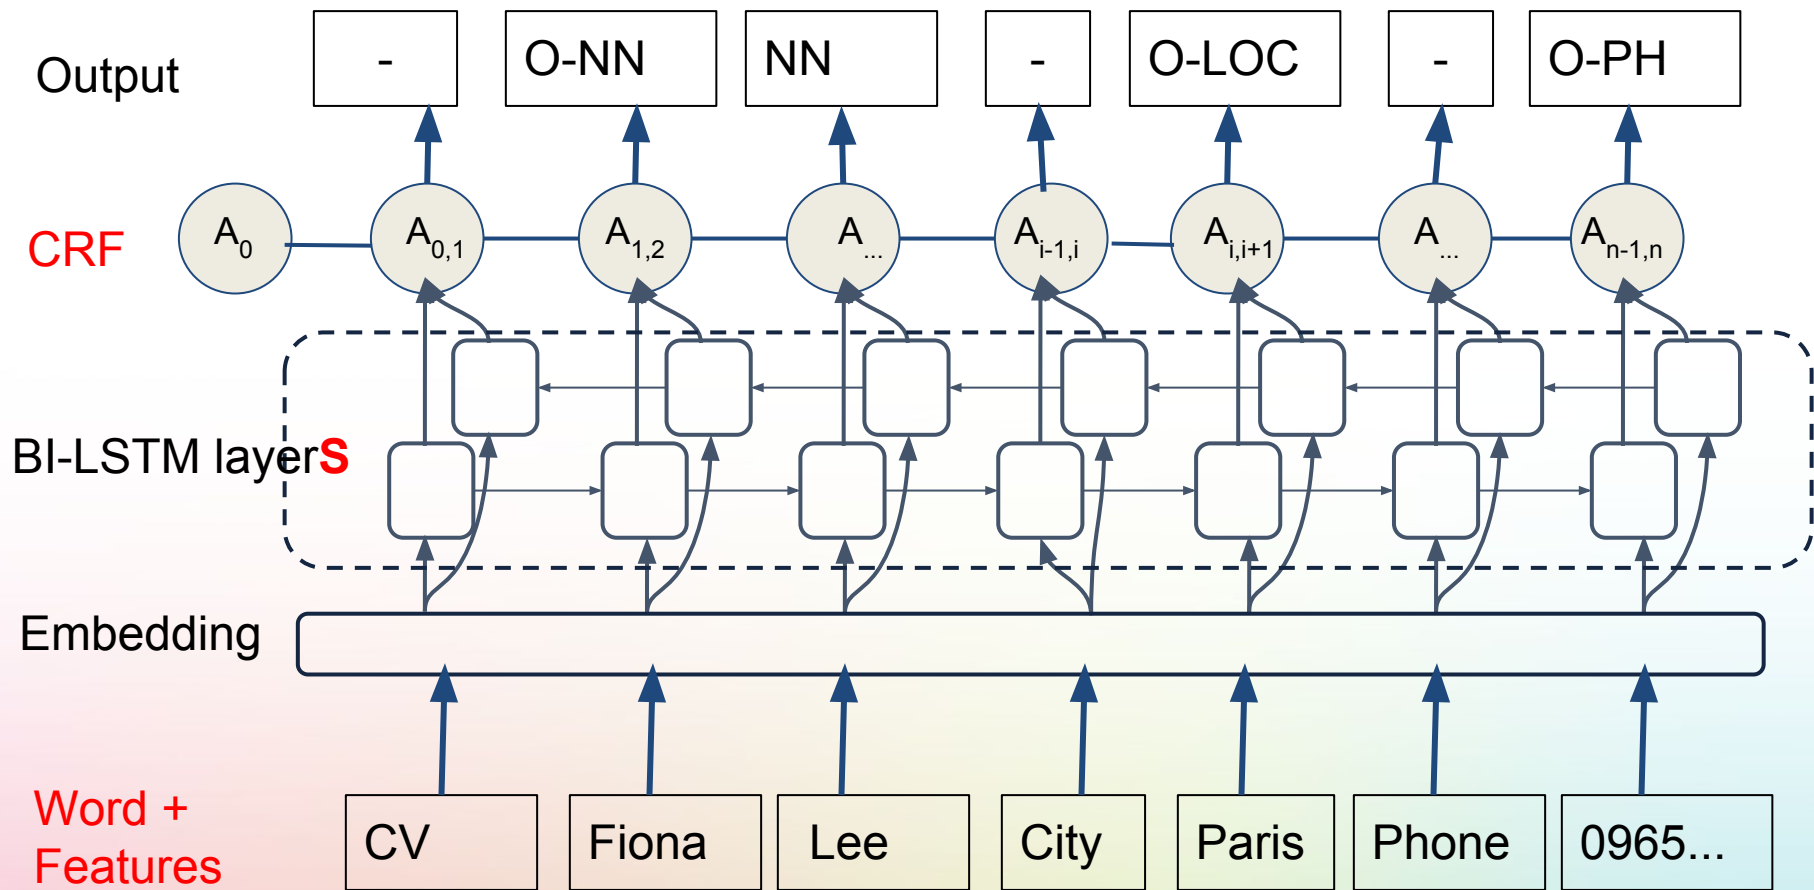 Output - O-NN NN - O-LOC - O-PH
CRF A0 A0,1 A1,2 A... Ai-1,i Ai,i+1 A... An-1,n
BI-LSTM layerS
Embedding
Word +
Features
CV Fiona Lee City Paris Phone 0965...